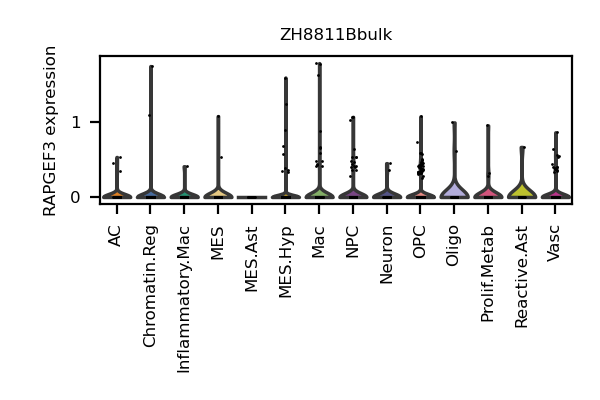 ZH8811Bbulk
RAPGEF3 expression
1
0
AC
Chromatin.Reg
Inflammatory.Mac
MES
MES.Ast
MES.Hyp
Mac
NPC
Neuron
OPC
Oligo
Prolif.Metab
Reactive.Ast
Vasc